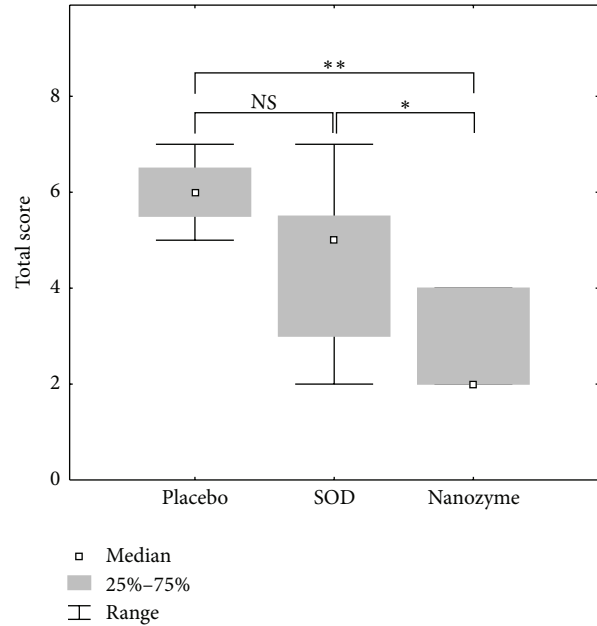 **
NS
*
8
6
4
2
0
Total score
Placebo SOD Nanozyme
Median
25%–75%
Range